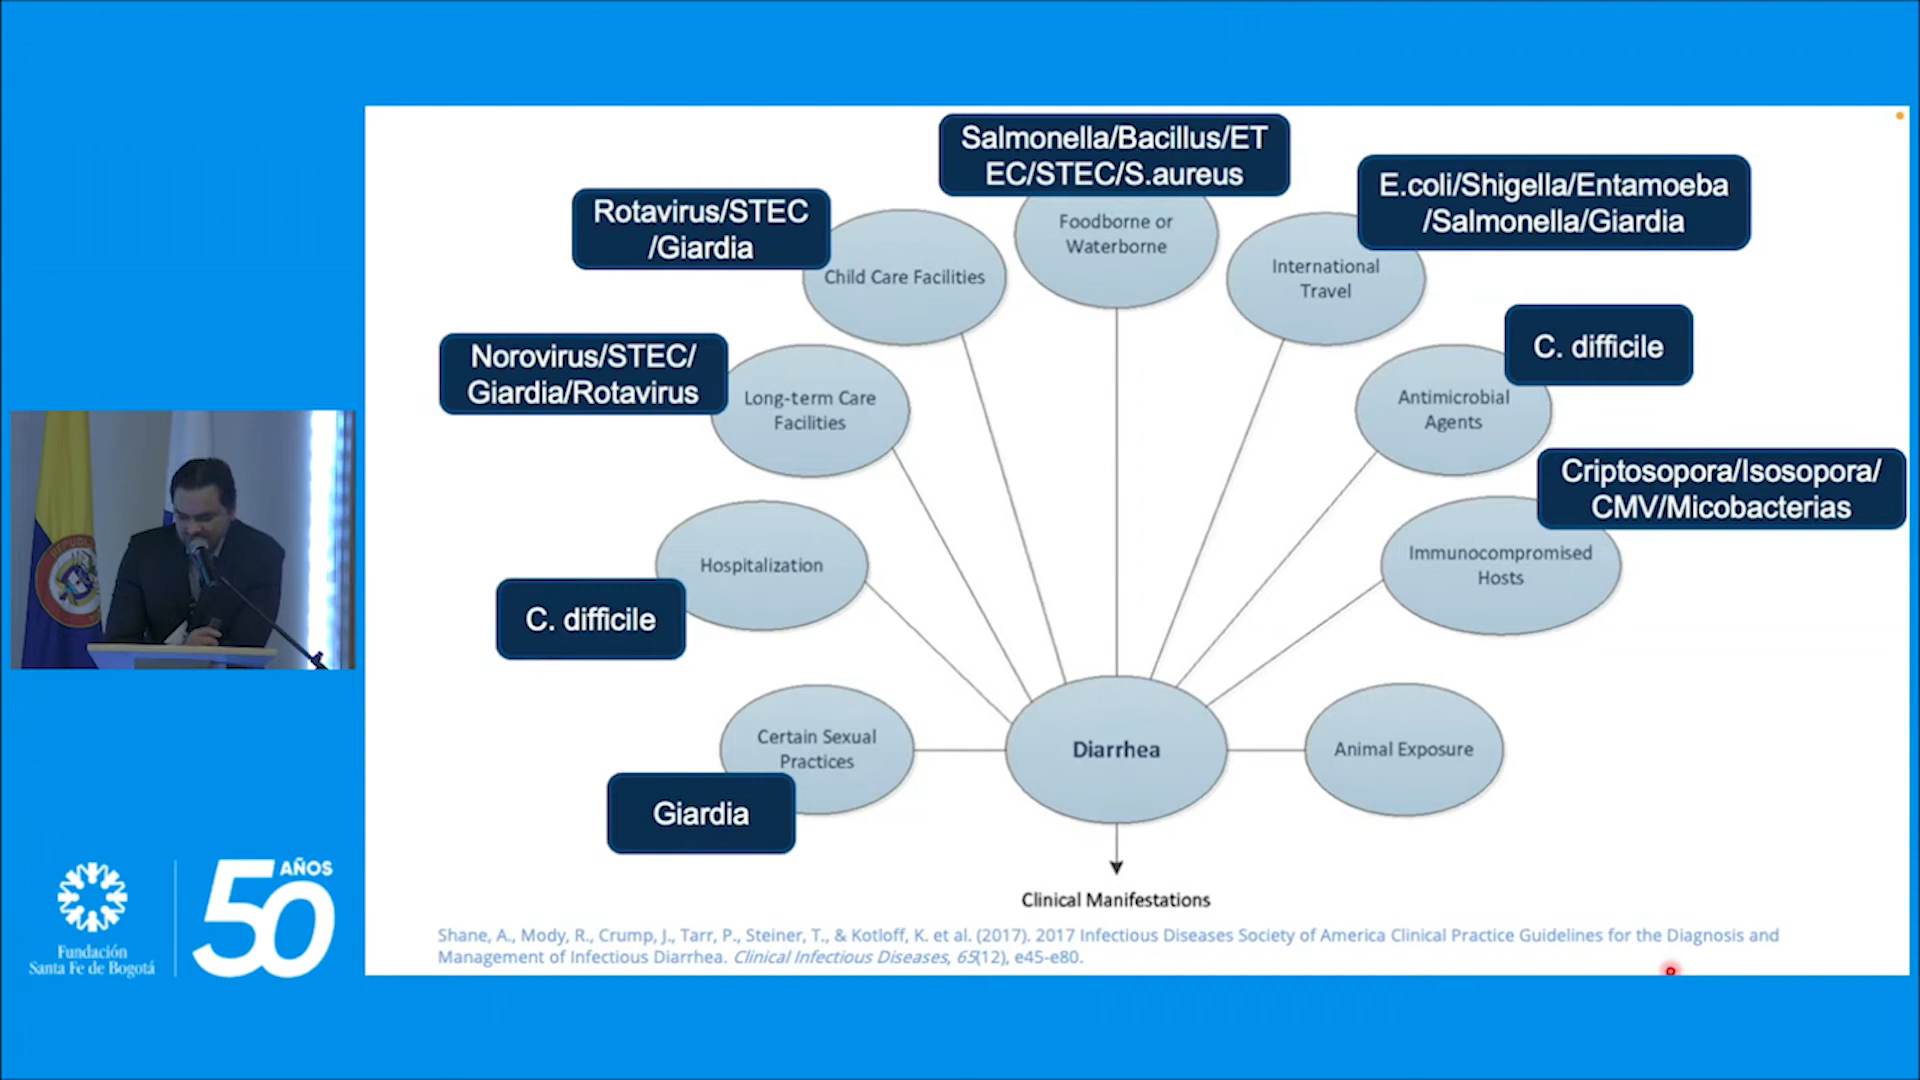 Salmonella/Bacillus/ET
EC/STEC/S.aureus
E.coli/Shigella/Entamoeba
/Salmonella/Giardia
Rotavirus/STEC
/Giardia
Foodborne or
Waterborne
Child Care Facilities
International
Travel
C. difficile
Norovirus/STEC/
Giardia/Rotavirus
Long-term Care
Facilities
Antimicrobial
Agents
Criptosopora/Isosopora/
CMV/Micobacterias
Hospitalization
Immunocompromised
Hosts
C. difficile
Certain Sexual
Practices
Diarrhea
Animal Exposure
Giardia
Clinical Manifestations
Shane, A., Mody, R., Crump, J., Tarr, P., Steiner, T., & Kotloff, K. et al. (2017). 2017 Infectious Diseases Society of America Clinical Practice Guidelines for the Diagnosis and
Management of Infectious Diarrhea. Clinical Infectious Diseases, 65(12), e45-e80.
Fundación
Santa Fe de Bogotá
50 AÑOS